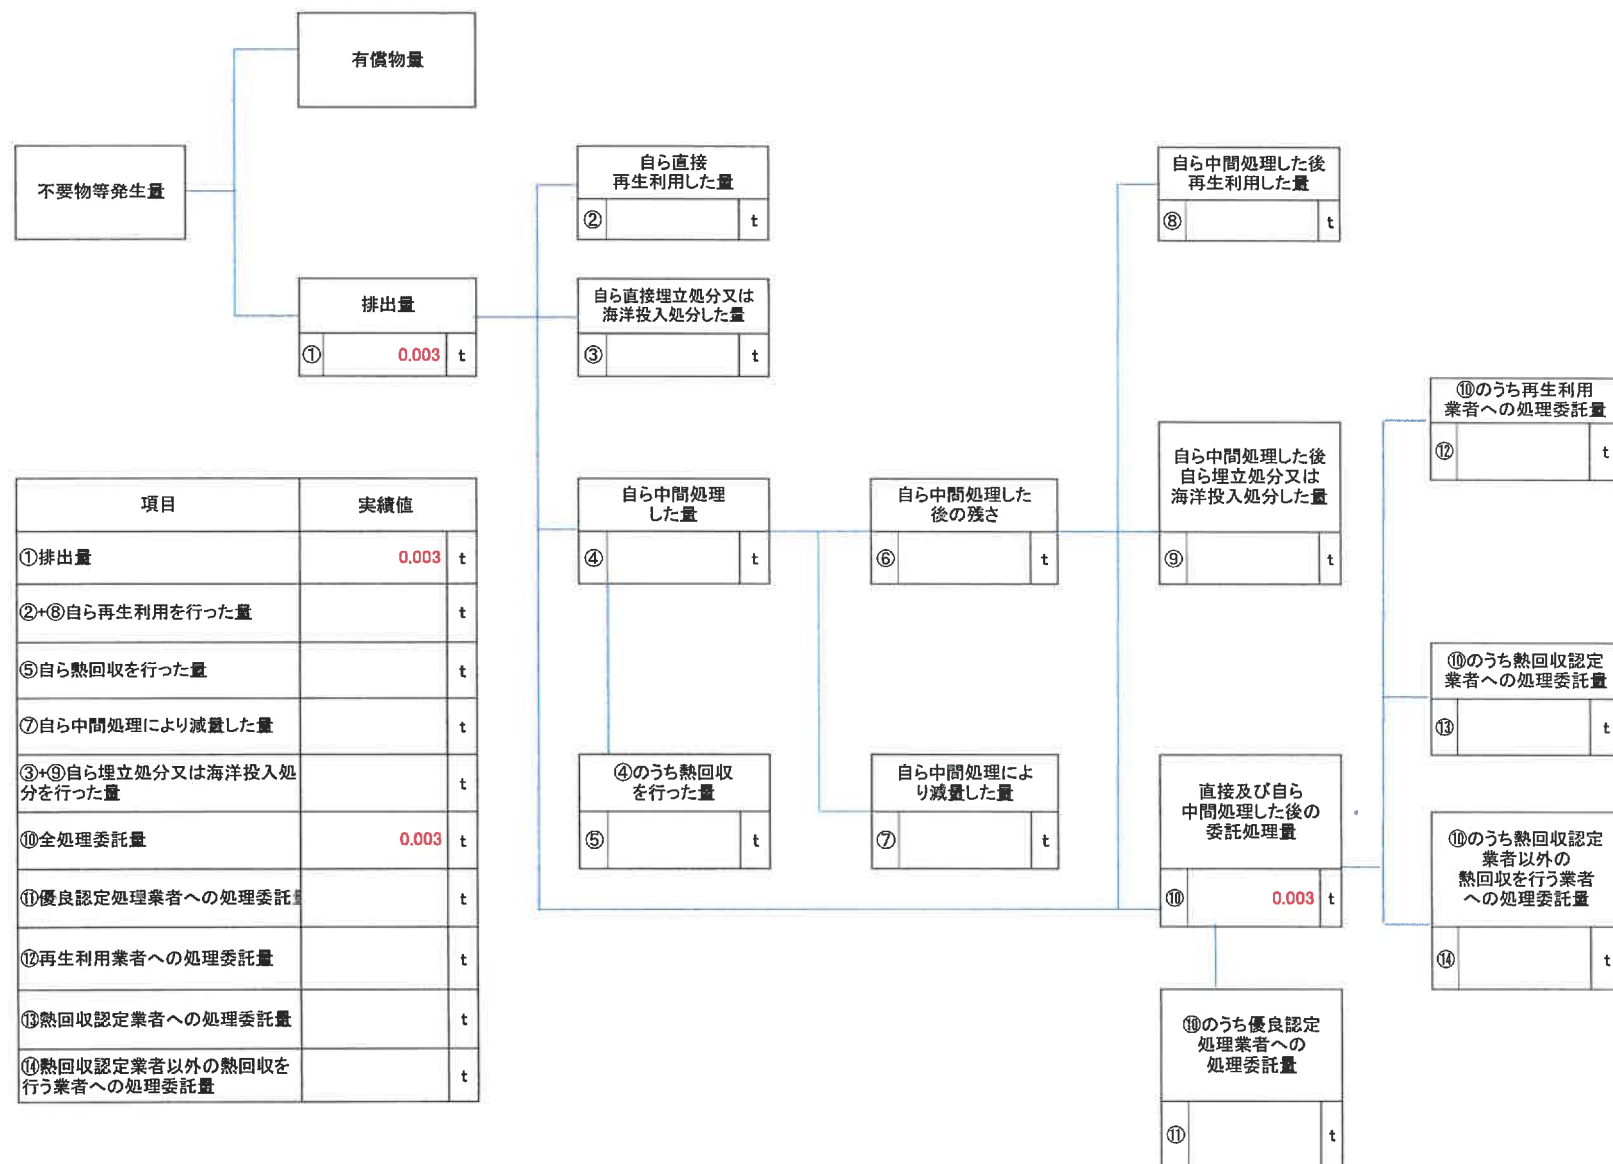 有償物量
不要物等発生量
排出量
① 0.003 t
自ら直接
再生利用した量
② t
自ら直接埋立処分又は
海洋投入処分した量
③ t
自ら中間処理
した量
④ t
④のうち熱回収
を行った量
⑤ t
自ら中間処理した
後の残さ
⑥ t
自ら中間処理によ
り減量した量
⑦ t
自ら中間処理した後
再生利用した量
⑧ t
自ら中間処理した後
自ら埋立処分又は
海洋投入処分した量
⑨ t
直接及び自ら
中間処理した後の
委託処理量
⑩ 0.003 t
⑩のうち優良認定
処理業者への
処理委託量
⑪ t
⑩のうち再生利用
業者への処理委託量
⑫ t
⑩のうち熱回収認定
業者への処理委託量
⑬ t
⑩のうち熱回収認定
業者以外の
熱回収を行う業者
への処理委託量
⑭ t
項目 実績値
①排出量 0.003 t
②+⑧自ら再生利用を行った量 t
⑤自ら熱回収を行った量 t
⑦自ら中間処理により減量した量 t
③+⑨自ら埋立処分又は海洋投入処
分を行った量 t
⑩全処理委託量 0.003 t
⑪優良認定処理業者への処理委託 t
⑫再生利用業者への処理委託量 t
⑬熱回収認定業者への処理委託量 t
⑭熱回収認定業者以外の熱回収を
行う業者への処理委託量 t